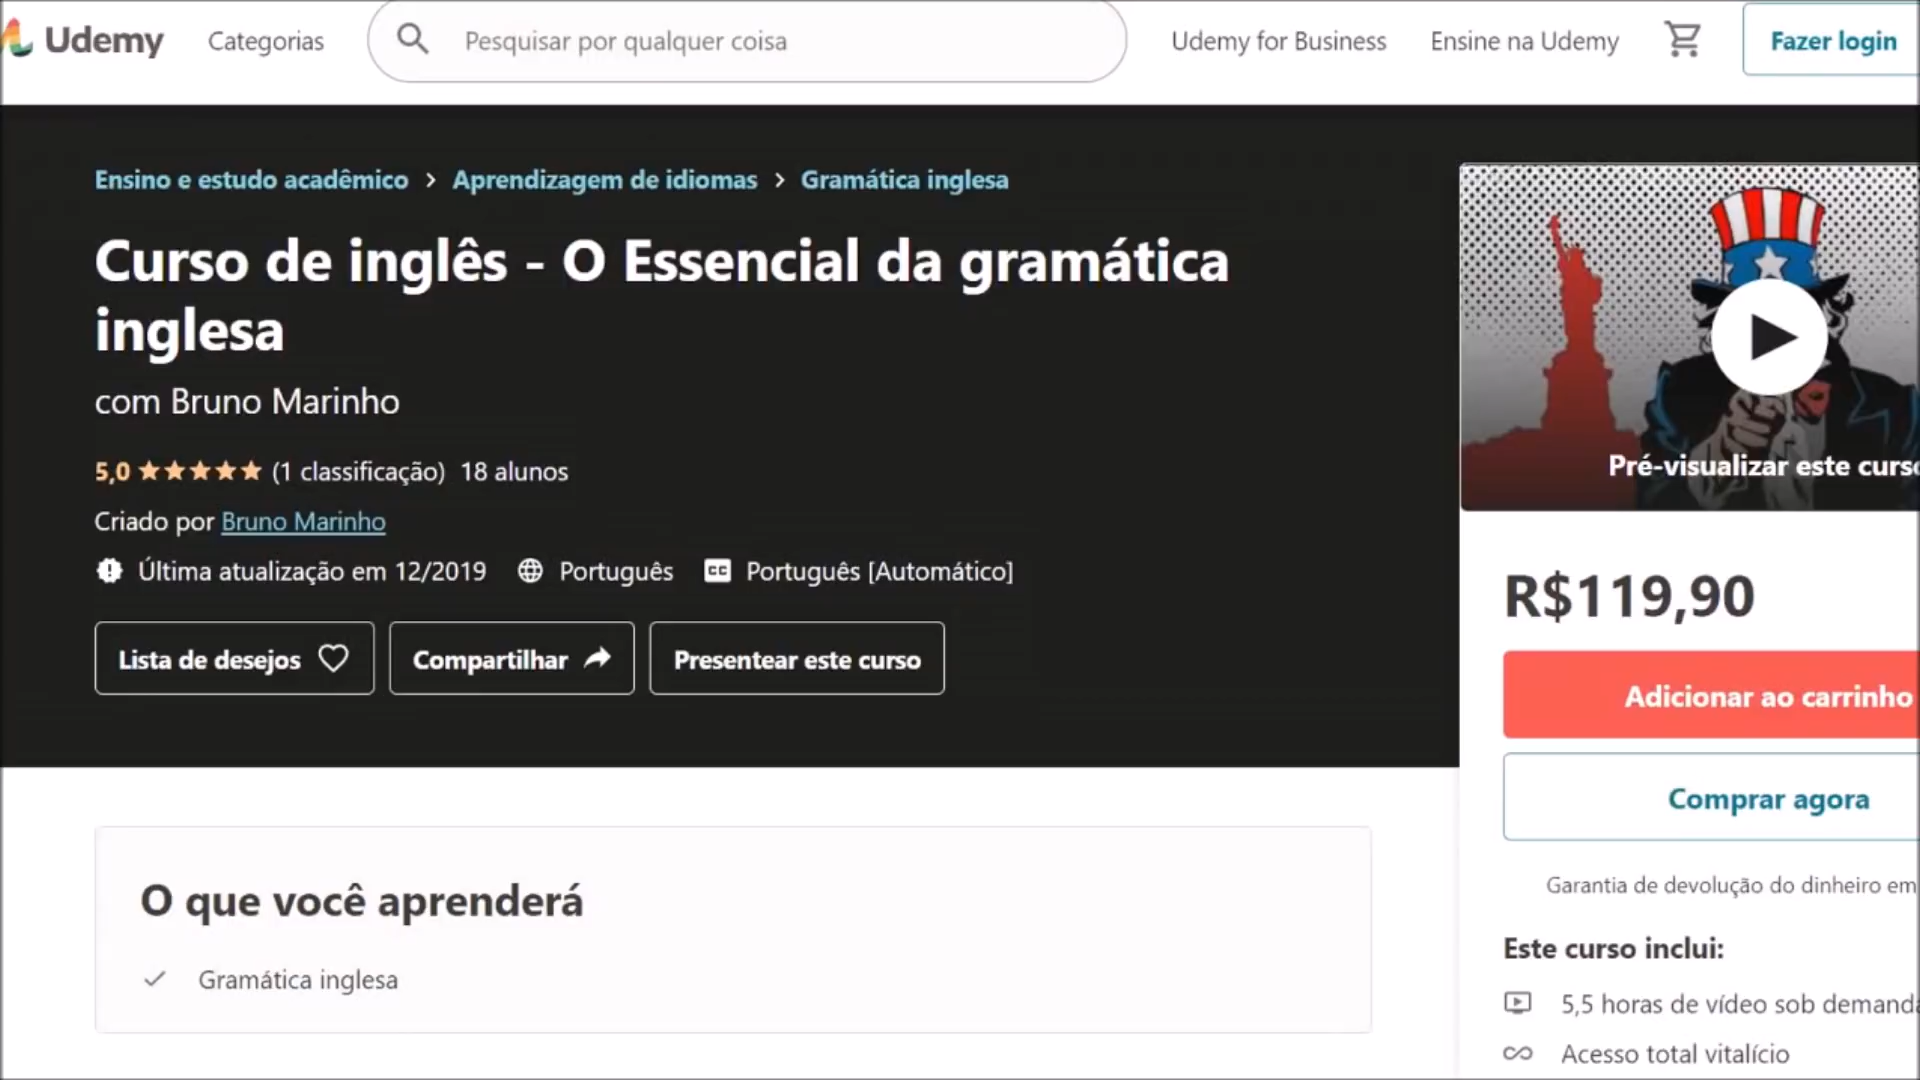 Udemy
Categorias
Pesquisar por qualquer coisa
Udemy for Business
Ensine na Udemy
Fazer login
Ensino e estudo acadêmico > Aprendizagem de idiomas > Gramática inglesa
Curso de inglês - O Essencial da gramática
inglesa
com Bruno Marinho
5,0 (1 classificação) 18 alunos
Criado por Bruno Marinho
Última atualização em 12/2019 Português CC Português [Automático]
Lista de desejos
Compartilhar
Presentear este curso
O que você aprenderá
Gramática inglesa
Pré-visualizar este curso
R$119,90
Adicionar ao carrinho
Comprar agora
Garantia de devolução do dinheiro em
Este curso inclui:
5,5 horas de vídeo sob demanda
Acesso total vitalício